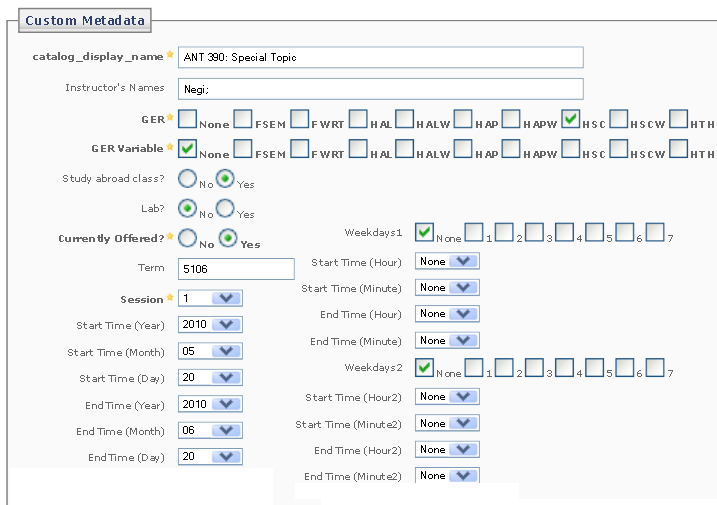 Custom Metadata
catalog_display_name ANT 390: Special Topic
Instructor's Names Negi;
GER None FSEM FWRT HAL HALW HAP HAPW HSC HSCW HTH
GER Variable None FSEM FWRT HAL HALW HAP HAPW HSC HSCW HTH
Study abroad class? No Yes
Lab? No Yes
Currently Offered? No Yes
Term 5106
Session 1
Start Time (Year) 2010
Start Time (Month) 05
Start Time (Day) 20
End Time (Year) 2010
End Time (Month) 06
End Time (Day) 20
Weekdays1 None 1 2 3 4 5 6 7
Start Time (Hour) None
Start Time (Minute) None
End Time (Hour) None
End Time (Minute) None
Weekdays2 None 1 2 3 4 5 6 7
Start Time (Hour2) None
Start Time (Minute2) None
End Time (Hour2) None
End Time (Minute2) None